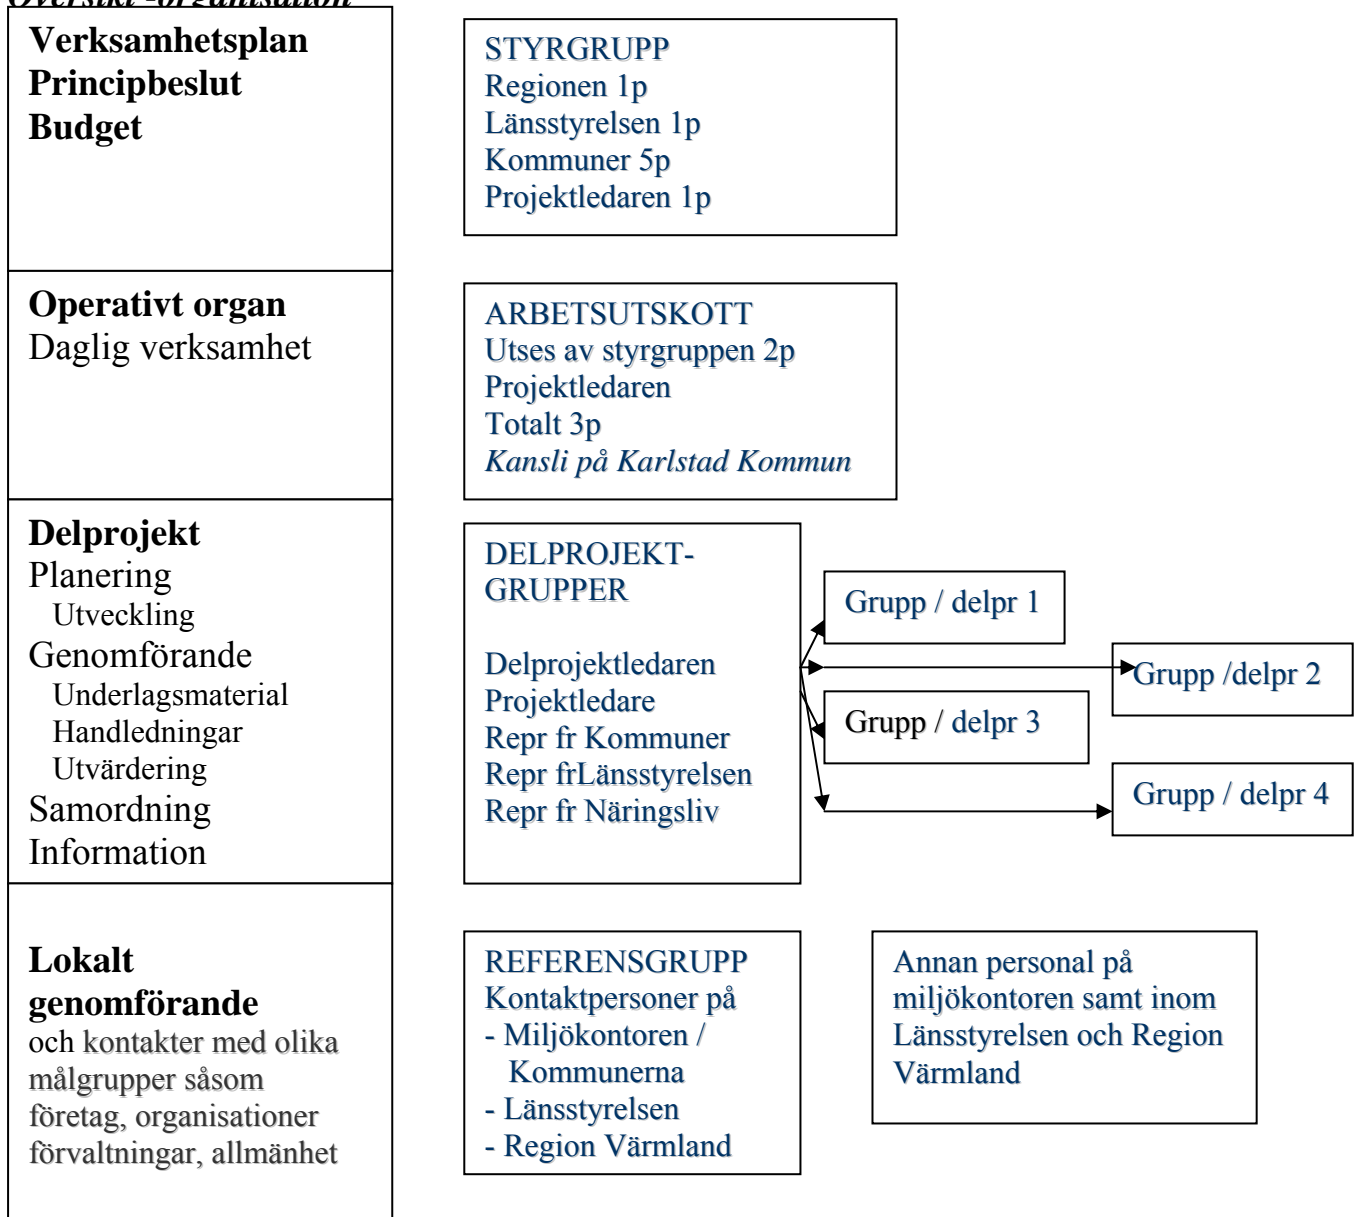 Översikt -organisation
Verksamhetsplan
Principbeslut
Budget
STYRGRUPP
Regionen 1p
Länsstyrelsen 1p
Kommuner 5p
Projektledaren 1p
Operativt organ
Daglig verksamhet
ARBETSUTSKOTT
Utses av styrgruppen 2p
Projektledaren
Totalt 3p
Kansli på Karlstad Kommun
Delprojekt
Planering
Utveckling
Genomförande
Underlagsmaterial
Handledningar
Utvärdering
Samordning
Information
DELPROJEKT-
GRUPPER
Delprojektledaren
Projektledare
Repr fr Kommuner
Repr frLänsstyrelsen
Repr fr Näringsliv
Grupp / delpr 1
Grupp /delpr 2
Grupp / delpr 3
Grupp / delpr 4
Lokalt
genomförande
och kontakter med olika
målgrupper såsom
företag, organisationer
förvaltningar, allmänhet
REFERENSGRUPP
Kontaktpersoner på
- Miljökontoren /
Kommunerna
- Länsstyrelsen
- Region Värmland
Annan personal på
miljökontoren samt inom
Länsstyrelsen och Region
Värmland